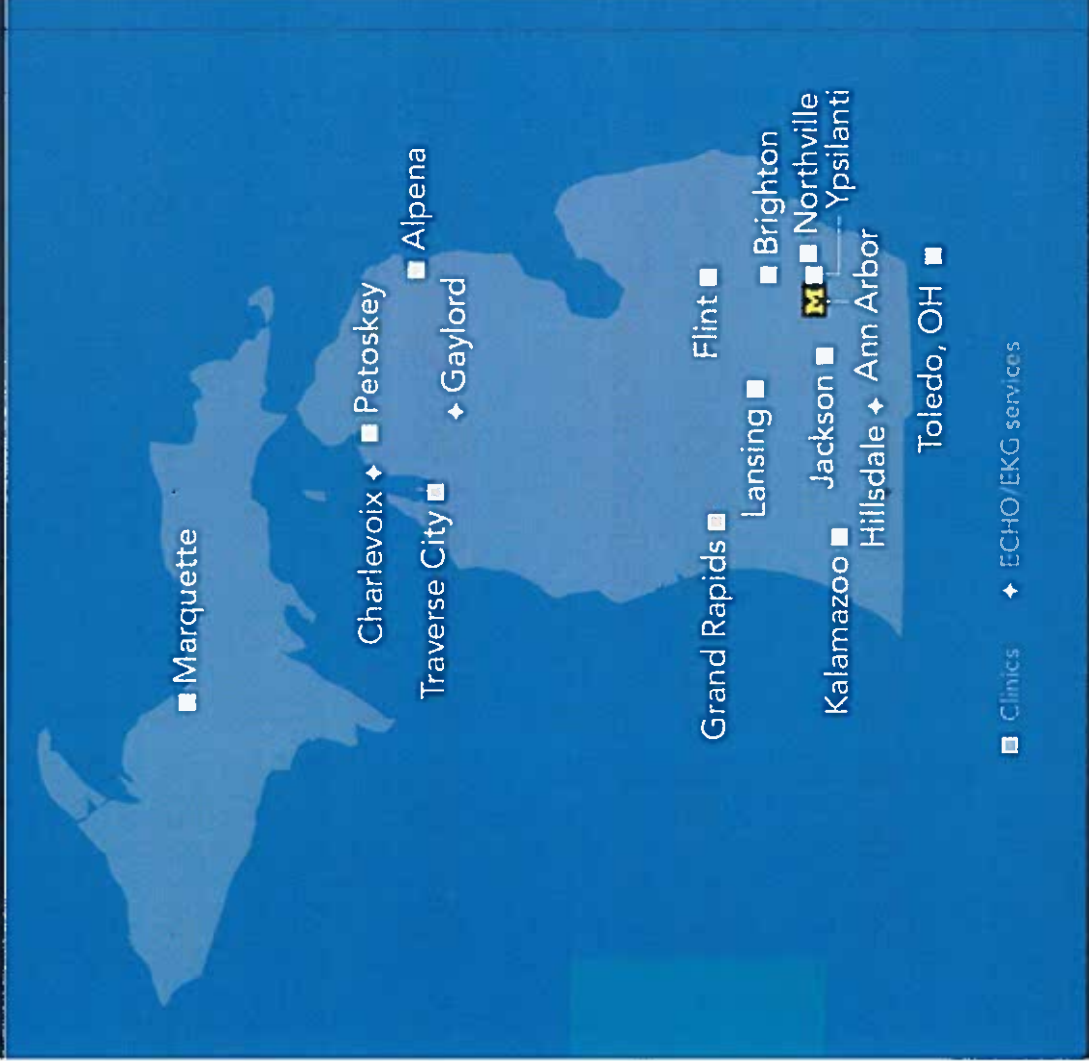 Marquette
Charlevoix
Petoskey
Alpena
Traverse City
Gaylord
Grand Rapids
Flint
Lansing
Brighton
Northville
M
Ypsilanti
Jackson
Kalamazoo
Hillsdale
Ann Arbor
Toledo, OH
Clinics
ECHO/EKG services